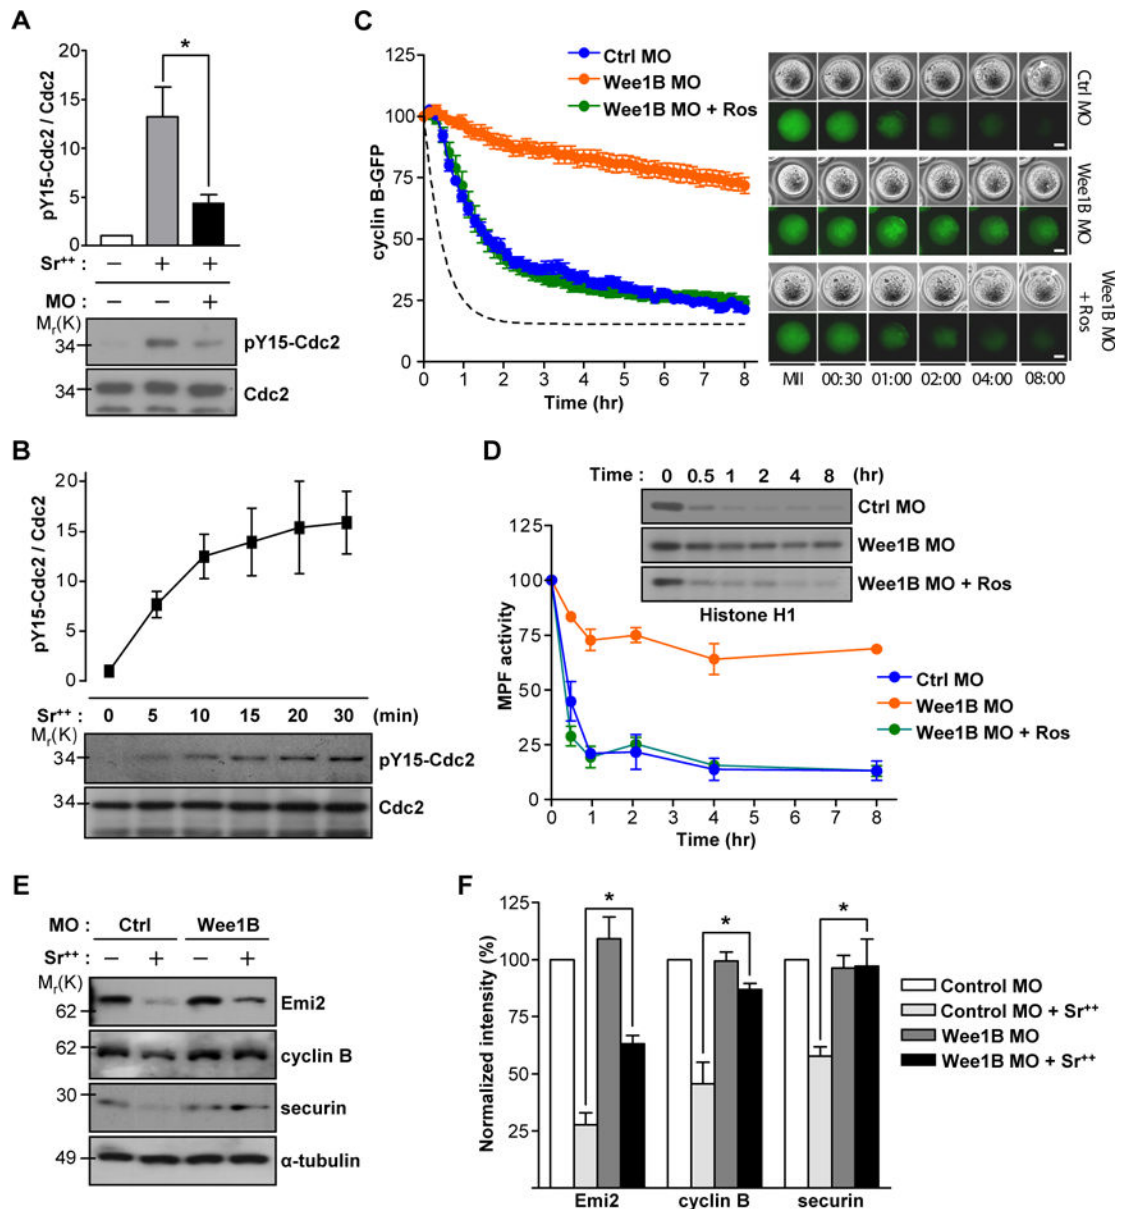 A
pY15-Cdc2 / Cdc2
20
15
10
5
0
*
Sr++ : – + +
MO : – – +
Mr(K)
34 pY15-Cdc2
34 Cdc2
B
pY15-Cdc2 / Cdc2
20
15
10
5
0
Sr++ : 0 5 10 15 20 30 (min)
Mr(K)
34 pY15-Cdc2
34 Cdc2
C
cyclin B-GFP
125
100
75
50
25
0
0 1 2 3 4 5 6 7 8
Time (hr)
Ctrl MO
Wee1B MO
Wee1B MO + Ros
Ctrl MO
Wee1B MO
Wee1B MO
+ Ros
MII 00:30 01:00 02:00 04:00 08:00
D
Time : 0 0.5 1 2 4 8 (hr)
Ctrl MO
Wee1B MO
Wee1B MO + Ros
Histone H1
MPF activity
125
100
75
50
25
0
0 1 2 4 6 8
Time (hr)
Ctrl MO
Wee1B MO
Wee1B MO + Ros
E
MO : Ctrl Wee1B
Sr++ : – + – +
Mr(K)
62 Emi2
62 cyclin B
30 securin
49 α-tubulin
F
Normalized intensity (%)
125
100
75
50
25
* * *
Emi2 cyclin B securin
Control MO
Control MO + Sr++
Wee1B MO
Wee1B MO + Sr++